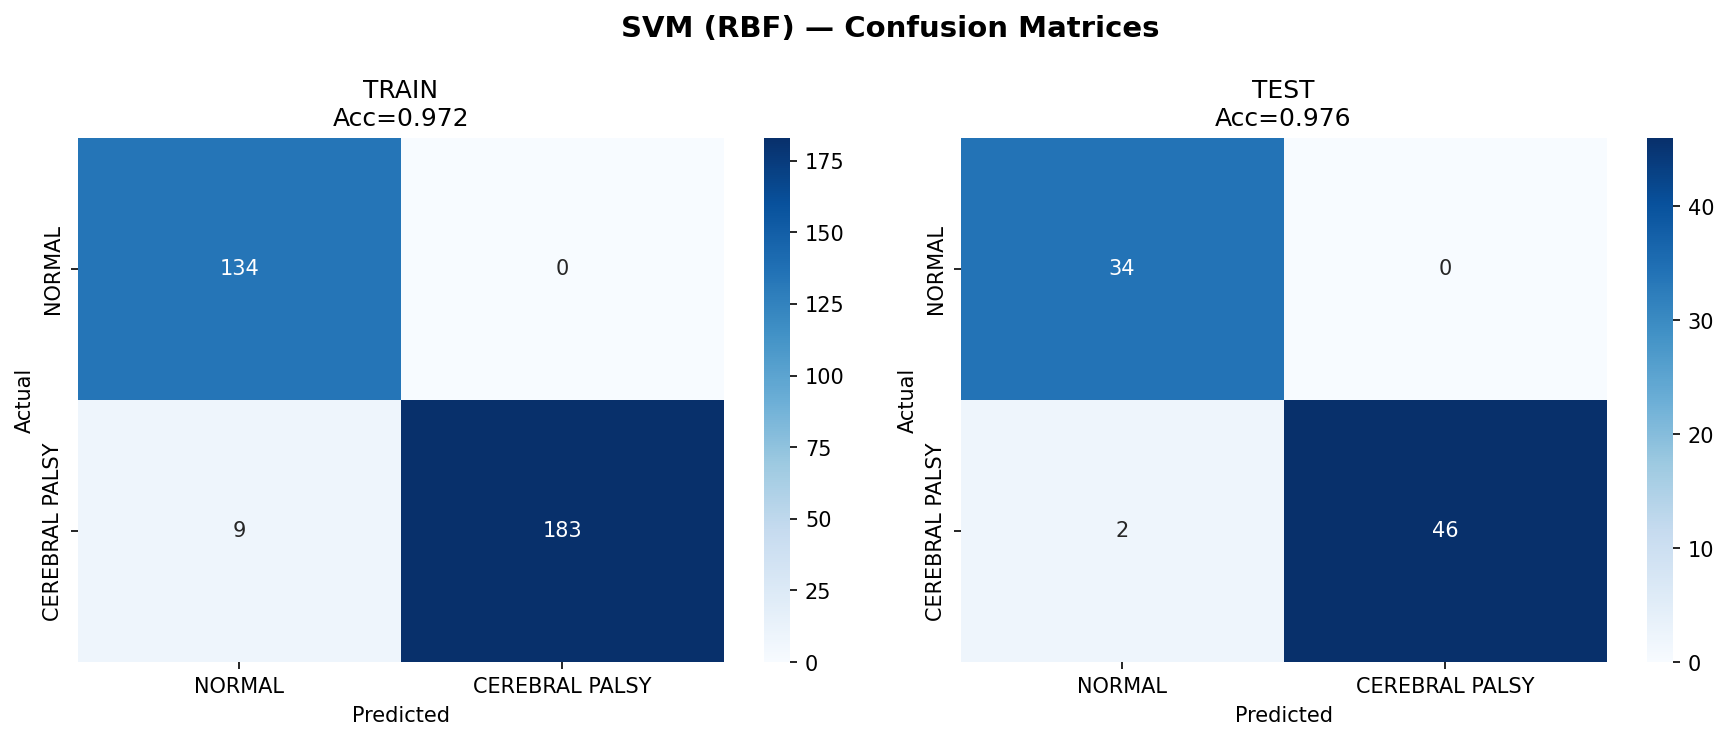 SVM (RBF) — Confusion Matrices
TRAIN
Acc=0.972
NORMAL
CEREBRAL PALSY
Actual
134
0
9
183
NORMAL
CEREBRAL PALSY
Predicted
175
150
125
100
75
50
25
0
TEST
Acc=0.976
NORMAL
CEREBRAL PALSY
Actual
34
0
2
46
NORMAL
CEREBRAL PALSY
Predicted
40
30
20
10
0